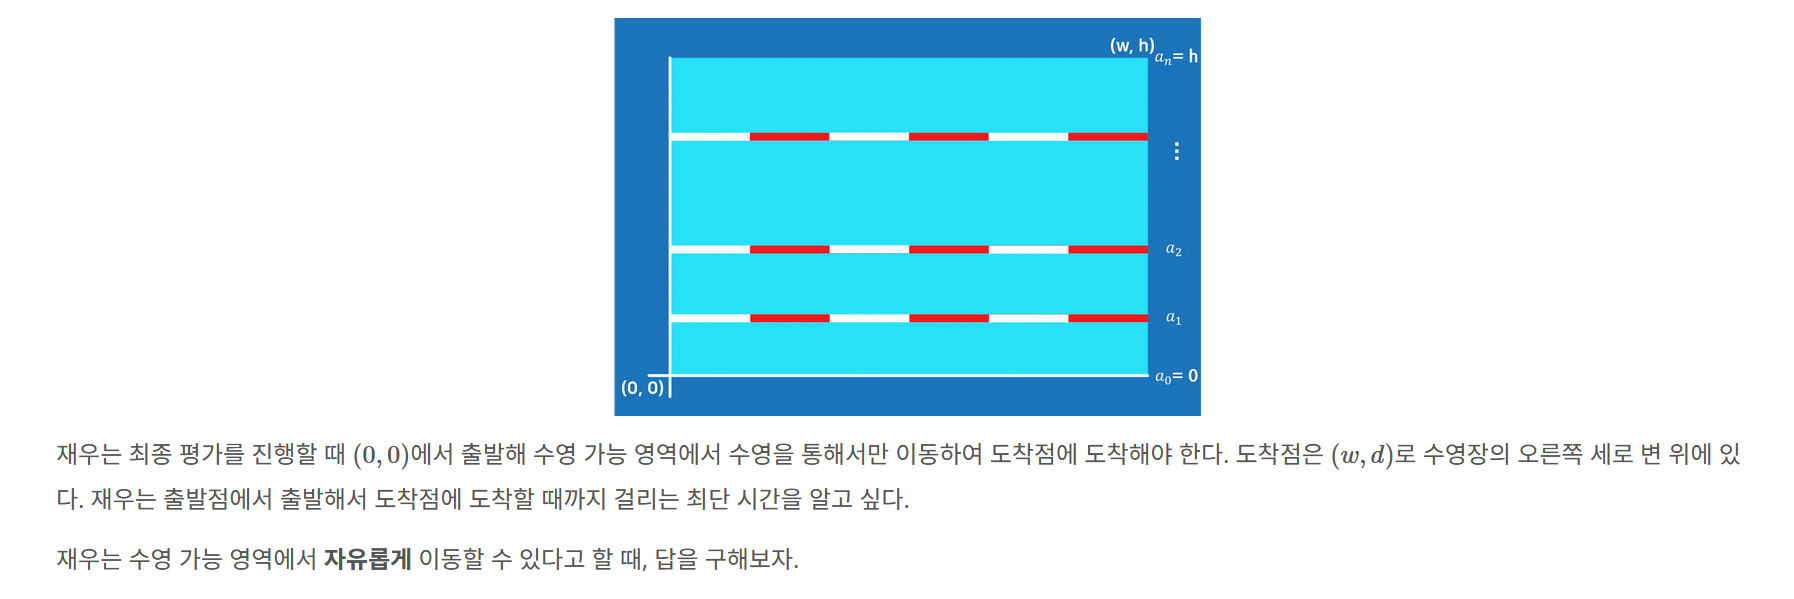 (w, h)
aₙ= h
⋮
a₂
a₁
(0, 0)
a₀= 0
재우는 최종 평가를 진행할 때 (0, 0)에서 출발해 수영 가능 영역에서 수영을 통해서만 이동하여 도착점에 도착해야 한다. 도착점은 (w, d)로 수영장의 오른쪽 세로 변 위에 있
다. 재우는 출발점에서 출발해서 도착점에 도착할 때까지 걸리는 최단 시간을 알고 싶다.
재우는 수영 가능 영역에서 자유롭게 이동할 수 있다고 할 때, 답을 구해보자.